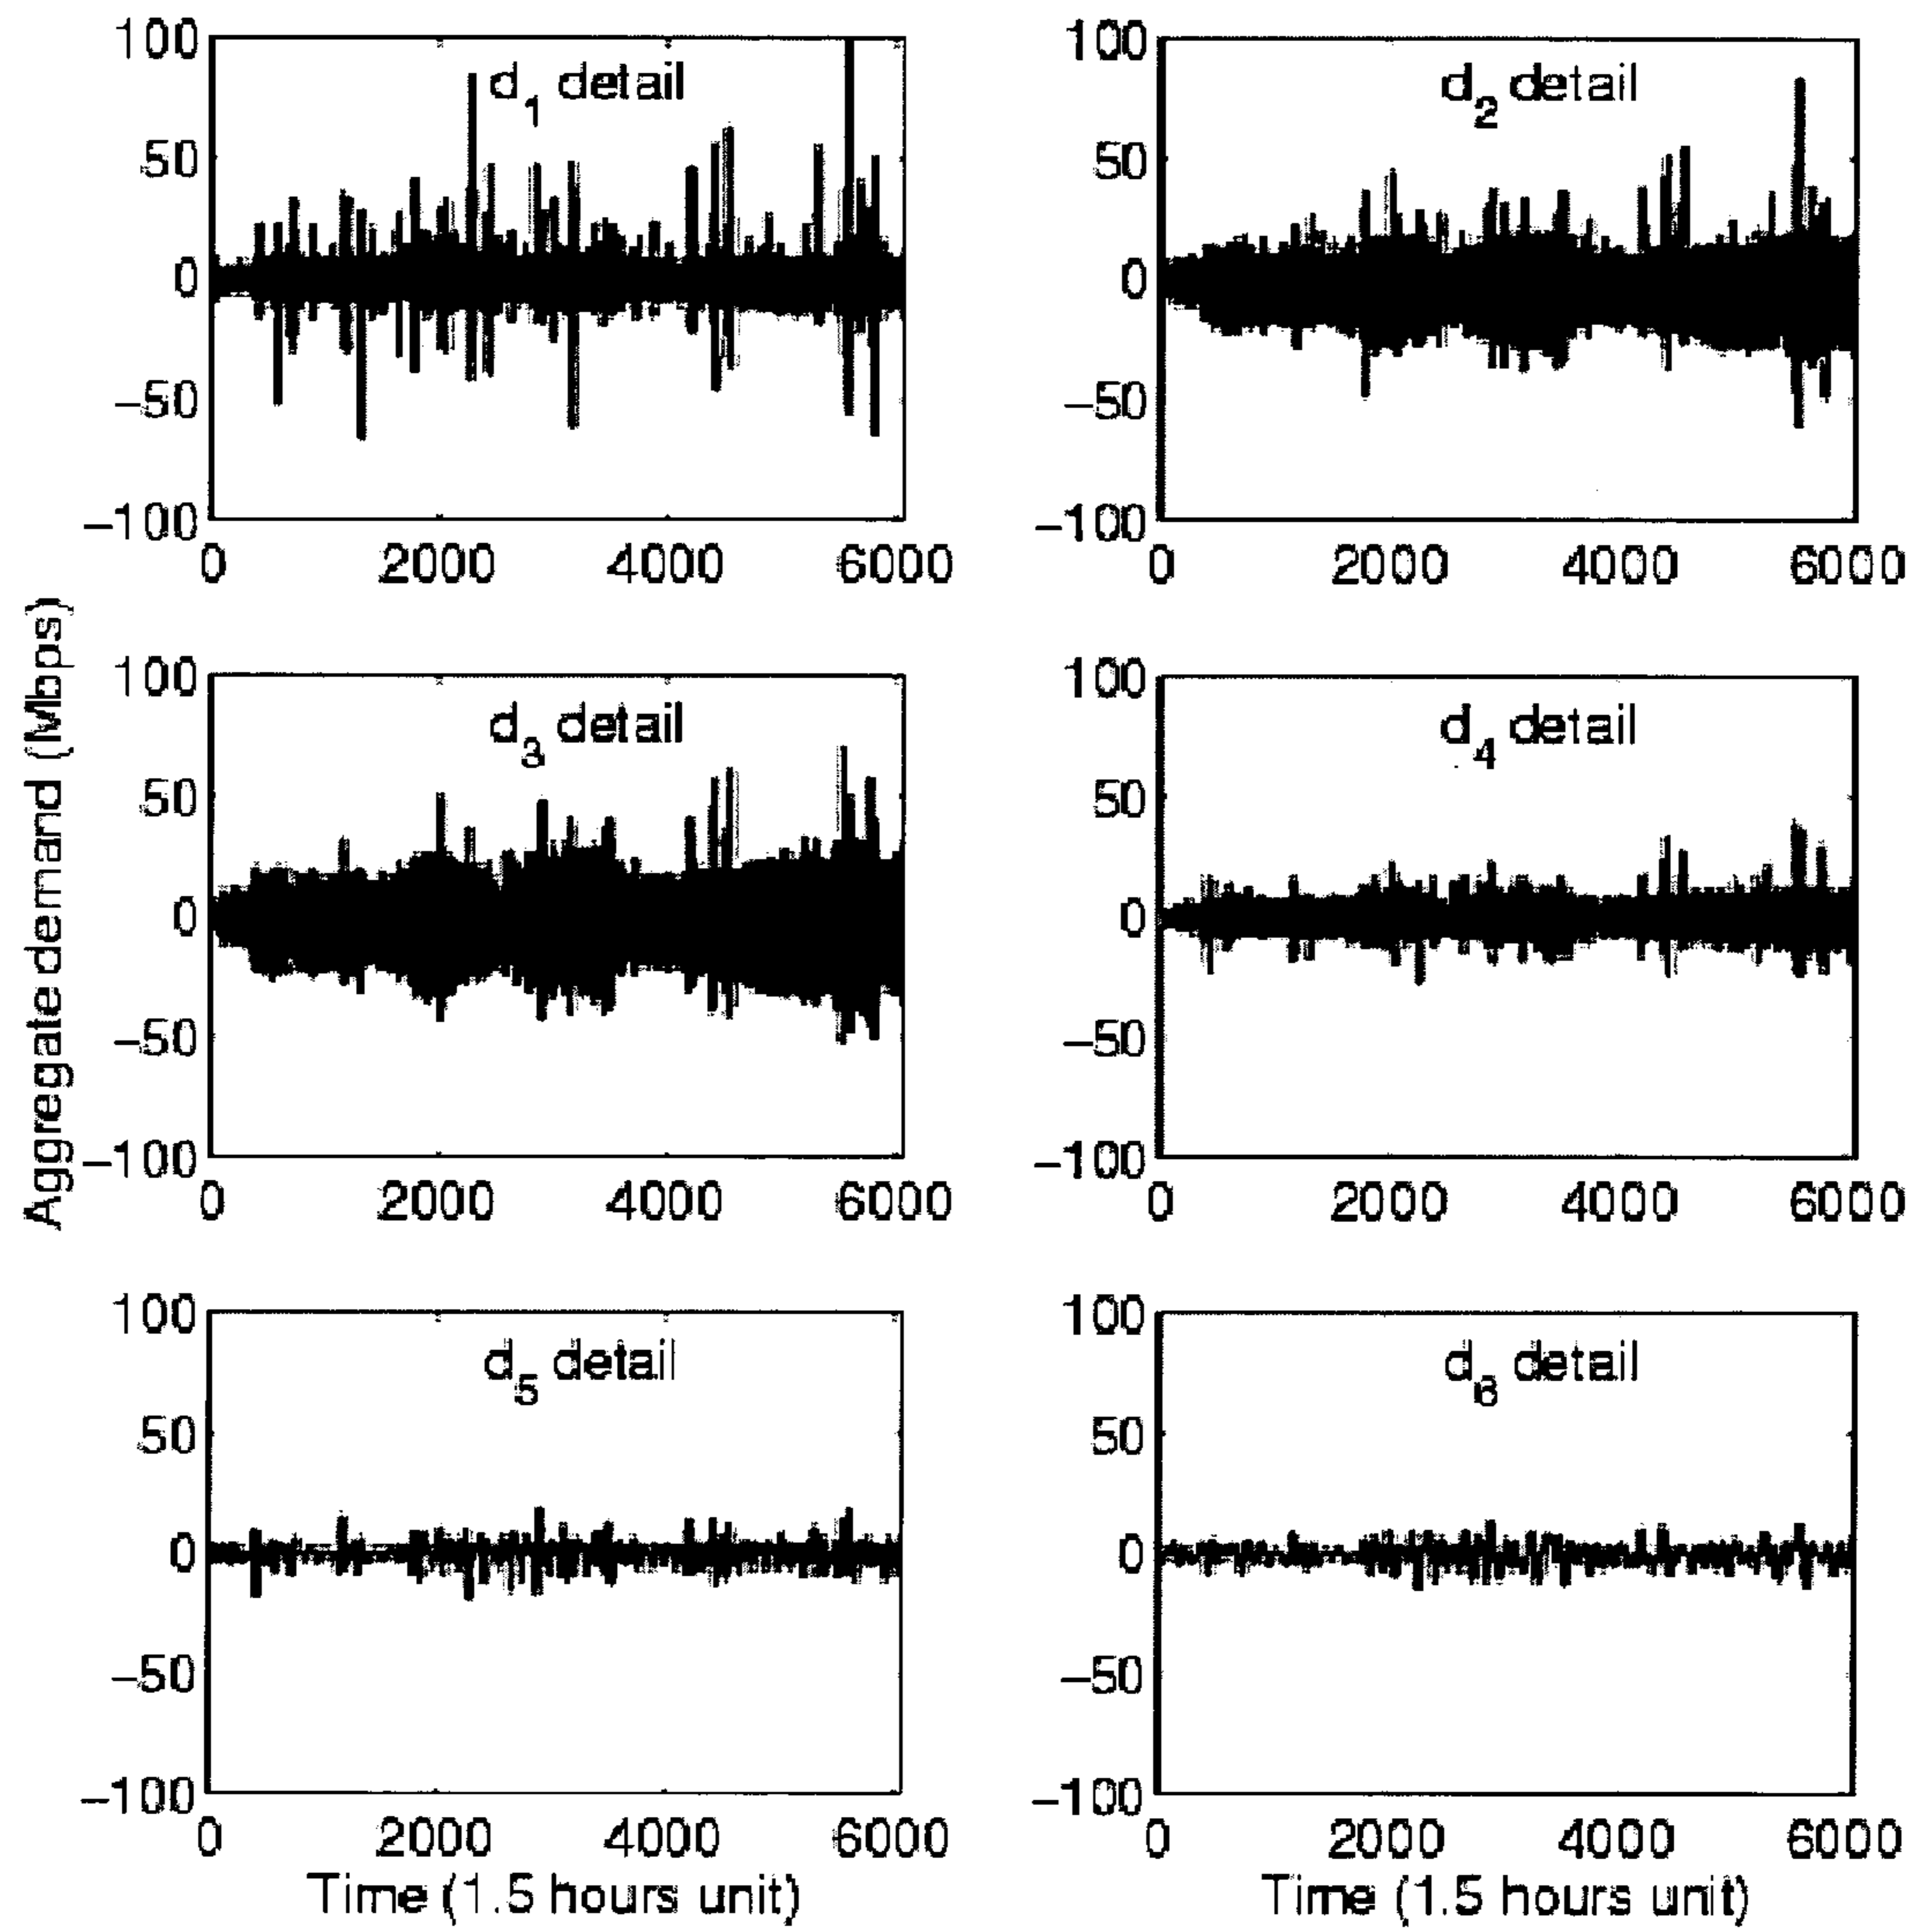 100
50
0
−50
−100
0 2000 4000 6000
d1 detail
100
50
0
−50
−100
0 2000 4000 6000
d2 detail
Aggregate demand (Mbps)
100
50
0
−50
−100
0 2000 4000 6000
d3 detail
100
50
0
−50
−100
0 2000 4000 6000
d4 detail
100
50
0
−50
−100
0 2000 4000 6000
d5 detail
Time (1.5 hours unit)
100
50
0
−50
−100
0 2000 4000 6000
d6 detail
Time (1.5 hours unit)